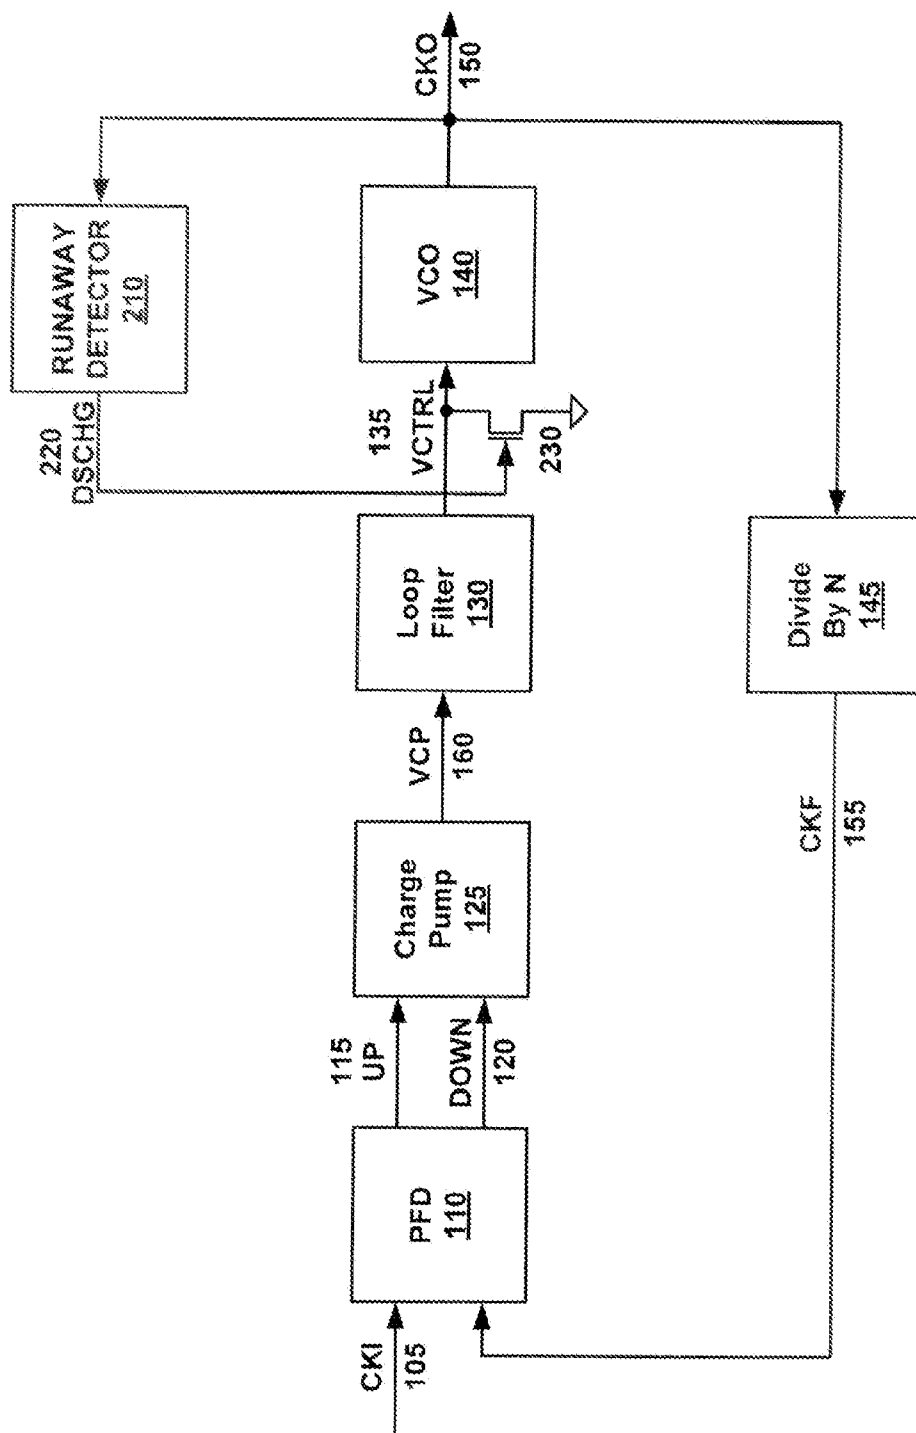 RUNAWAY
DETECTOR
210
220
DSCHG
CKO
150
VCO
140
135
VCTRL
230
Loop
Filter
130
VCP
160
Charge
Pump
125
115
UP
DOWN
120
PFD
110
CKI
105
Divide
By N
145
CKF
155